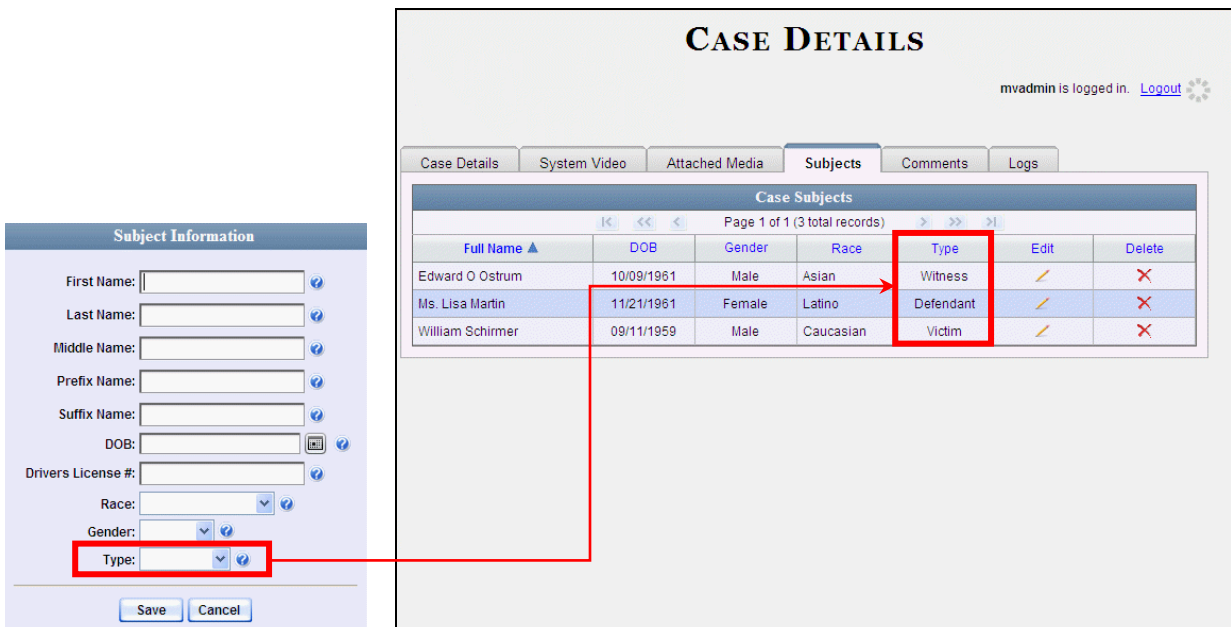 CASE DETAILS
mvadmin is logged in. Logout
Case Details System Video Attached Media Subjects Comments Logs
Case Subjects
Page 1 of 1 (3 total records)
Full Name DOB Gender Race Type Edit Delete
Edward O Ostrum 10/09/1961 Male Asian Witness
Ms. Lisa Martin 11/21/1961 Female Latino Defendant
William Schirmer 09/11/1959 Male Caucasian Victim
Subject Information
First Name:
Last Name:
Middle Name:
Prefix Name:
Suffix Name:
DOB:
Drivers License #:
Race:
Gender:
Type:
Save Cancel